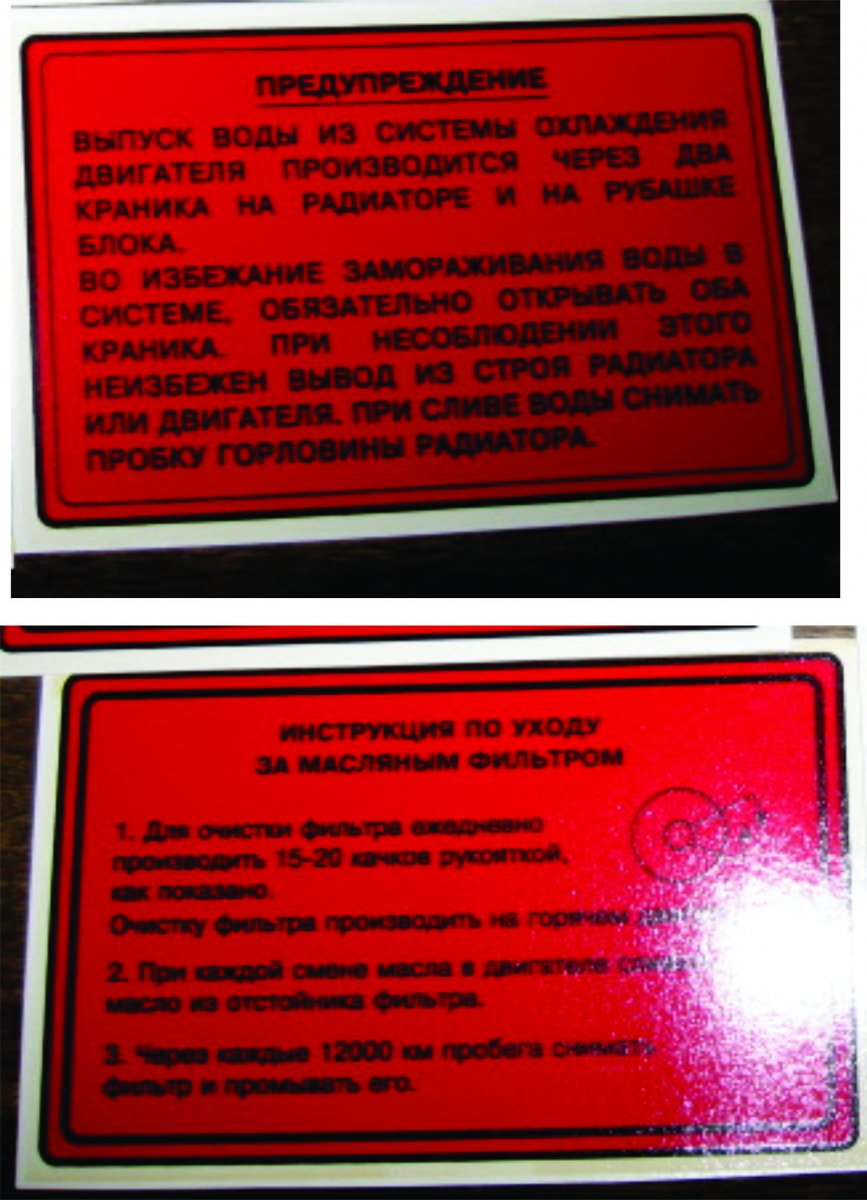 ПРЕДУПРЕЖДЕНИЕ
ВЫПУСК ВОДЫ ИЗ СИСТЕМЫ ОХЛАЖДЕНИЯ
ДВИГАТЕЛЯ ПРОИЗВОДИТСЯ ЧЕРЕЗ ДВА
КРАНИКА НА РАДИАТОРЕ И НА РУБАШКЕ
БЛОКА.
ВО ИЗБЕЖАНИЕ ЗАМОРАЖИВАНИЯ ВОДЫ В
СИСТЕМЕ, ОБЯЗАТЕЛЬНО ОТКРЫВАТЬ ОБА
КРАНИКА. ПРИ НЕСОБЛЮДЕНИИ ЭТОГО
НЕИЗБЕЖЕН ВЫВОД ИЗ СТРОЯ РАДИАТОРА
ИЛИ ДВИГАТЕЛЯ. ПРИ СЛИВЕ ВОДЫ СНИМАТЬ
ПРОБКУ ГОРЛОВИНЫ РАДИАТОРА.
ИНСТРУКЦИЯ ПО УХОДУ
ЗА МАСЛЯНЫМ ФИЛЬТРОМ
1. Для очистки фильтра ежедневно
производить 15-20 качков рукояткой,
как показано.
Очистку фильтра производить на горячем
2. При каждой смене масла в двигателе
масло из отстойника фильтра.
3. Через каждые 12000 км пробега снимать
фильтр и промывать его.